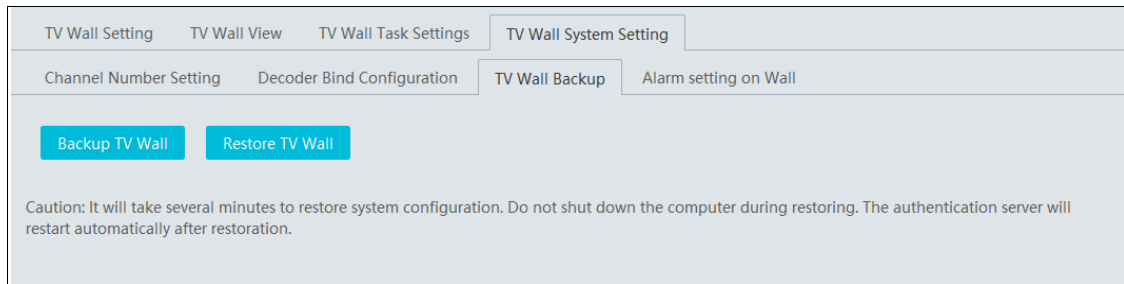 TV Wall Setting TV Wall View TV Wall Task Settings TV Wall System Setting
Channel Number Setting Decoder Bind Configuration TV Wall Backup Alarm setting on Wall
Backup TV Wall Restore TV Wall
Caution: It will take several minutes to restore system configuration. Do not shut down the computer during restoring. The authentication server will
restart automatically after restoration.